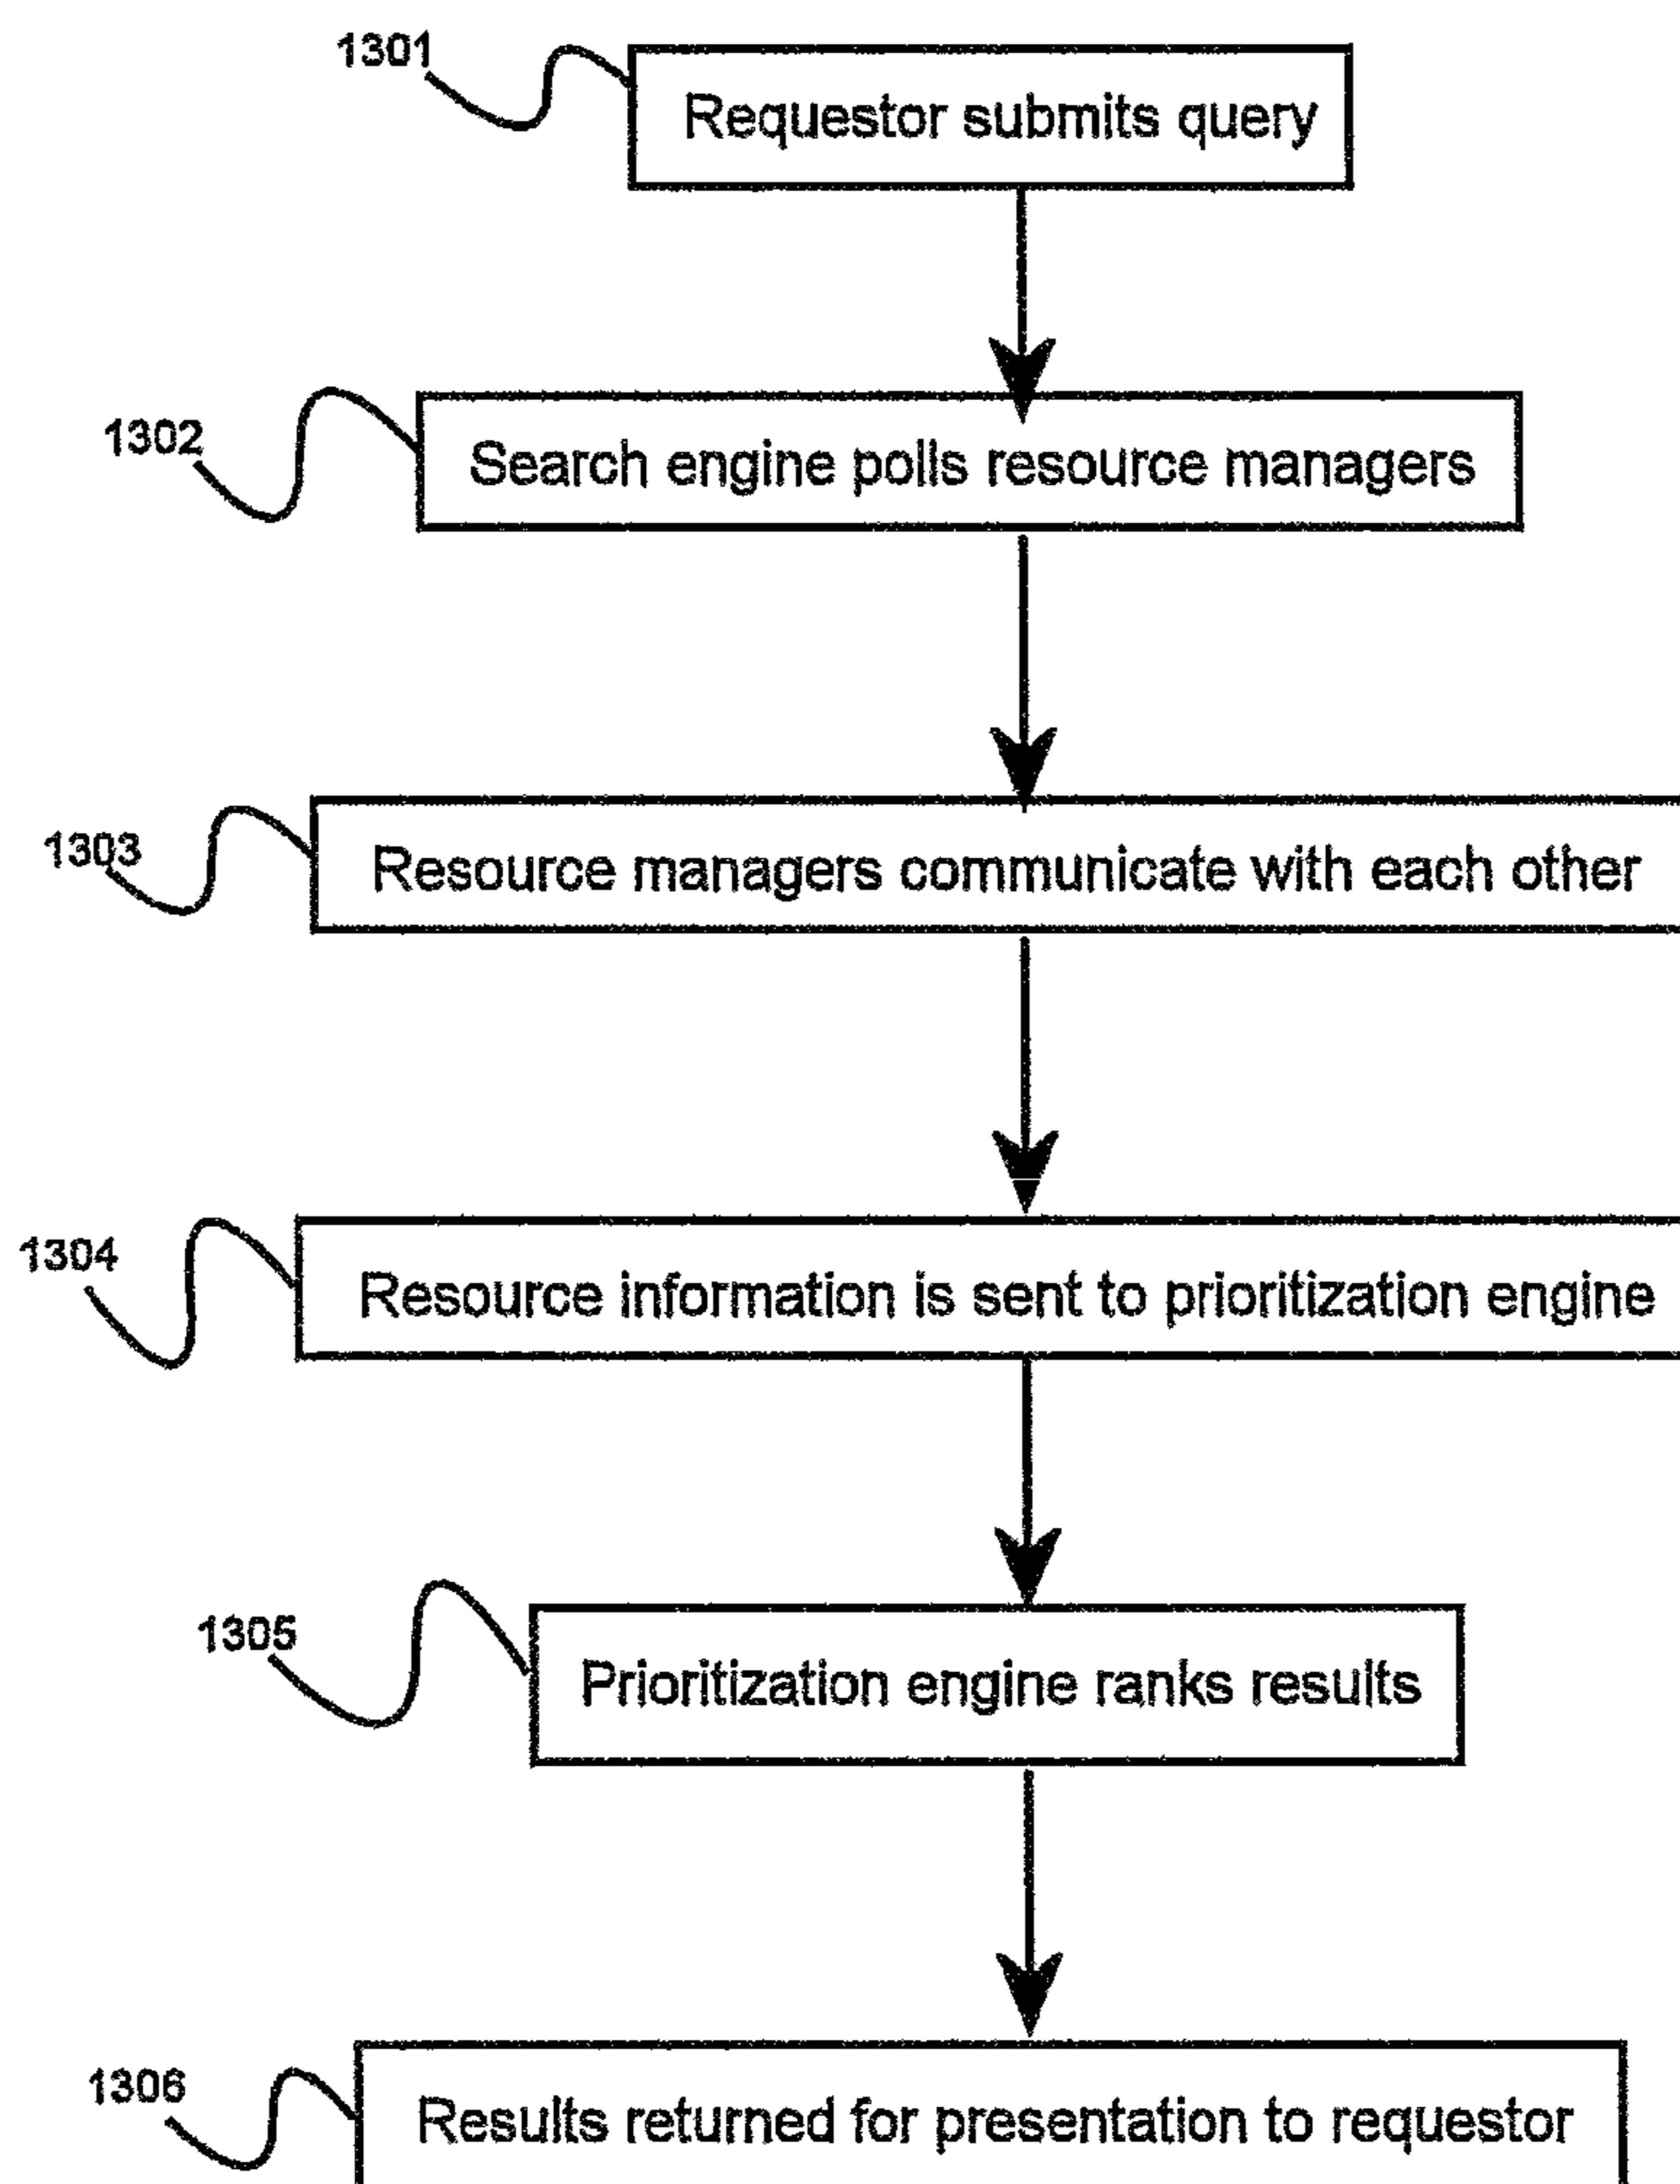 1301
Requestor submits query
1302
Search engine polls resource managers
1303
Resource managers communicate with each other
1304
Resource information is sent to prioritization engine
1305
Prioritization engine ranks results
1306
Results returned for presentation to requestor